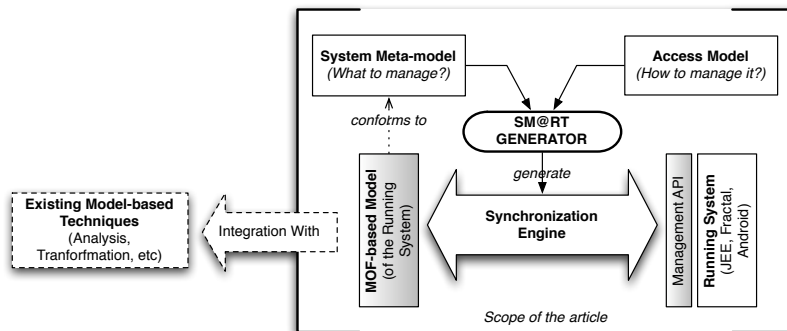 System Meta-model
(What to manage?)
Access Model
(How to manage it?)
SM@RT
GENERATOR
conforms to
generate
MOF-based Model
(of the Running
System)
Synchronization
Engine
Management API
Running System
(JEE, Fractal,
Android)
Existing Model-based
Techniques
(Analysis,
Tranformation, etc)
Integration With
Scope of the article